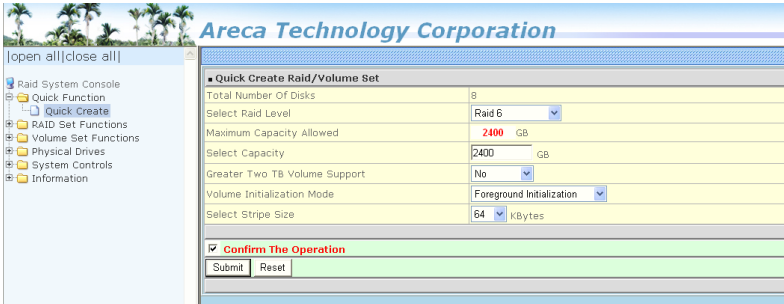 Areca Technology Corporation
|open all|close all|
Raid System Console
Quick Function
Quick Create
RAID Set Functions
Volume Set Functions
Physical Drives
System Controls
Information
Quick Create Raid/Volume Set
Total Number Of Disks 8
Select Raid Level Raid 6
Maximum Capacity Allowed 2400 GB
Select Capacity 2400 GB
Greater Two TB Volume Support No
Volume Initialization Mode Foreground Initialization
Select Stripe Size 64 KBytes
Confirm The Operation
Submit Reset